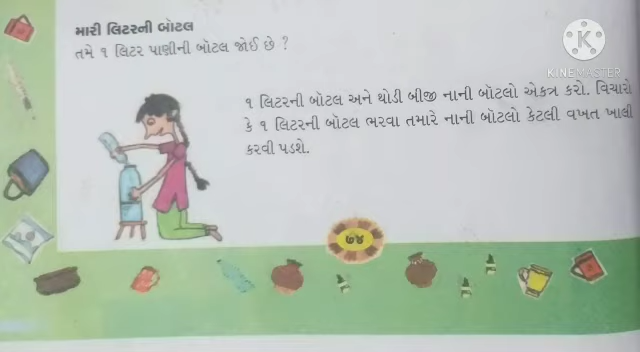 મારી લિટરની બૉટલ
તમે ૧ લિટર પાણીની બૉટલ જોઈ છે ?
૧ લિટરની બૉટલ અને થોડી બીજી નાની બૉટલો એકત્ર કરો. વિચારો
કે ૧ લિટરની બૉટલ ભરવા તમારે નાની બૉટલો કેટલી વખત ખાલી
કરવી પડશે.
૭૪
KINEMASTER